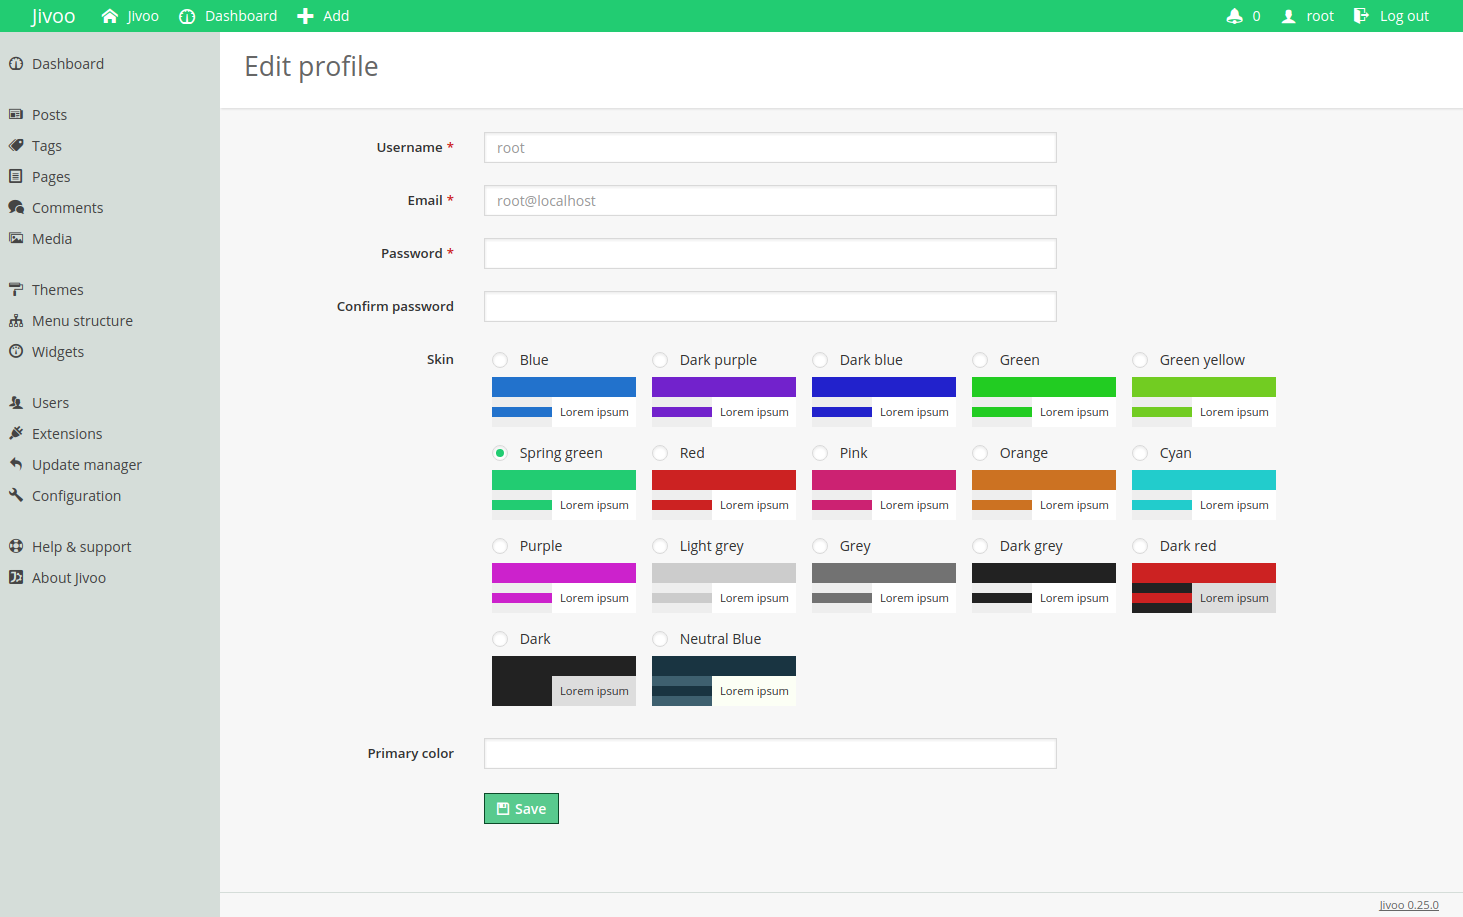 Jivoo Jivoo Dashboard Add 0 root Log out
Dashboard
Posts
Tags
Pages
Comments
Media
Themes
Menu structure
Widgets
Users
Extensions
Update manager
Configuration
Help & support
About Jivoo
Edit profile
Username * root
Email * root@localhost
Password *
Confirm password
Skin Blue Dark purple Dark blue Green Green yellow
Lorem ipsum Lorem ipsum Lorem ipsum Lorem ipsum Lorem ipsum
Spring green Red Pink Orange Cyan
Lorem ipsum Lorem ipsum Lorem ipsum Lorem ipsum Lorem ipsum
Purple Light grey Grey Dark grey Dark red
Lorem ipsum Lorem ipsum Lorem ipsum Lorem ipsum Lorem ipsum
Dark Neutral Blue
Lorem ipsum Lorem ipsum
Primary color
Save
Jivoo 0.25.0